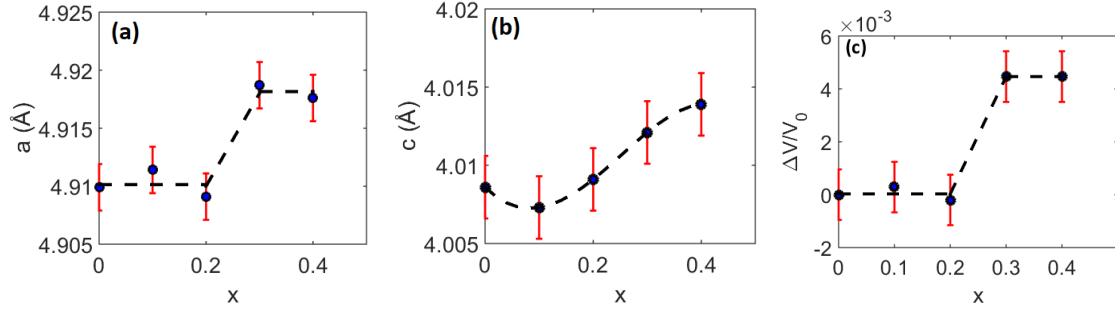 (a)
4.925
4.92
4.915
4.91
4.905
a (Å)
0 0.2 0.4
x
(b)
4.02
4.015
4.01
4.005
c (Å)
0 0.2 0.4
x
(c)
×10⁻³
6
4
2
0
-2
ΔV/V₀
0 0.1 0.2 0.3 0.4
x